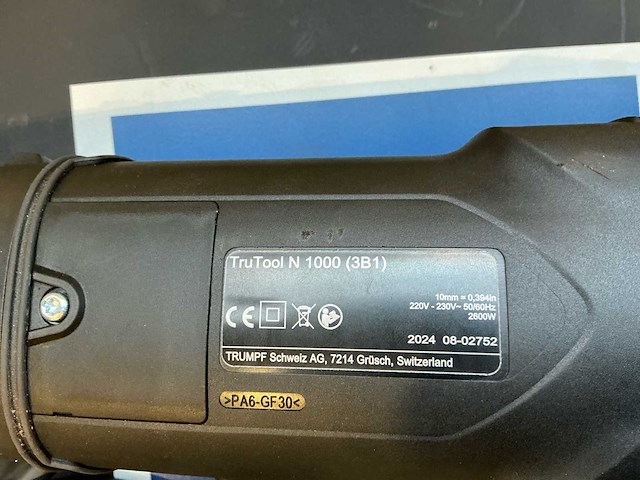 TruTool N 1000 (3B1)
10mm = 0,394in
220V - 230V~ 50/60Hz
2600W
CE
2024 08-02752
TRUMPF Schweiz AG, 7214 Grüsch, Switzerland
>PA6-GF30<